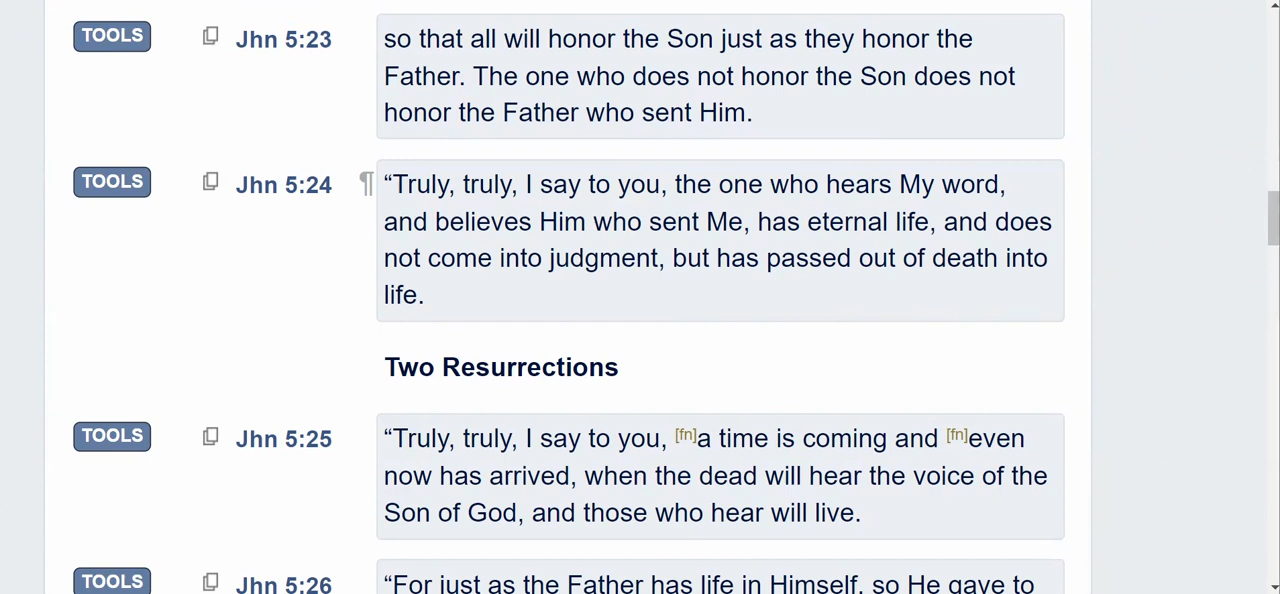 TOOLS Jhn 5:23 so that all will honor the Son just as they honor the
Father. The one who does not honor the Son does not
honor the Father who sent Him.
TOOLS Jhn 5:24 ¶ “Truly, truly, I say to you, the one who hears My word,
and believes Him who sent Me, has eternal life, and does
not come into judgment, but has passed out of death into
life.
Two Resurrections
TOOLS Jhn 5:25 “Truly, truly, I say to you, [fn]a time is coming and [fn]even
now has arrived, when the dead will hear the voice of the
Son of God, and those who hear will live.
TOOLS Jhn 5:26 “For just as the Father has life in Himself, so He gave to